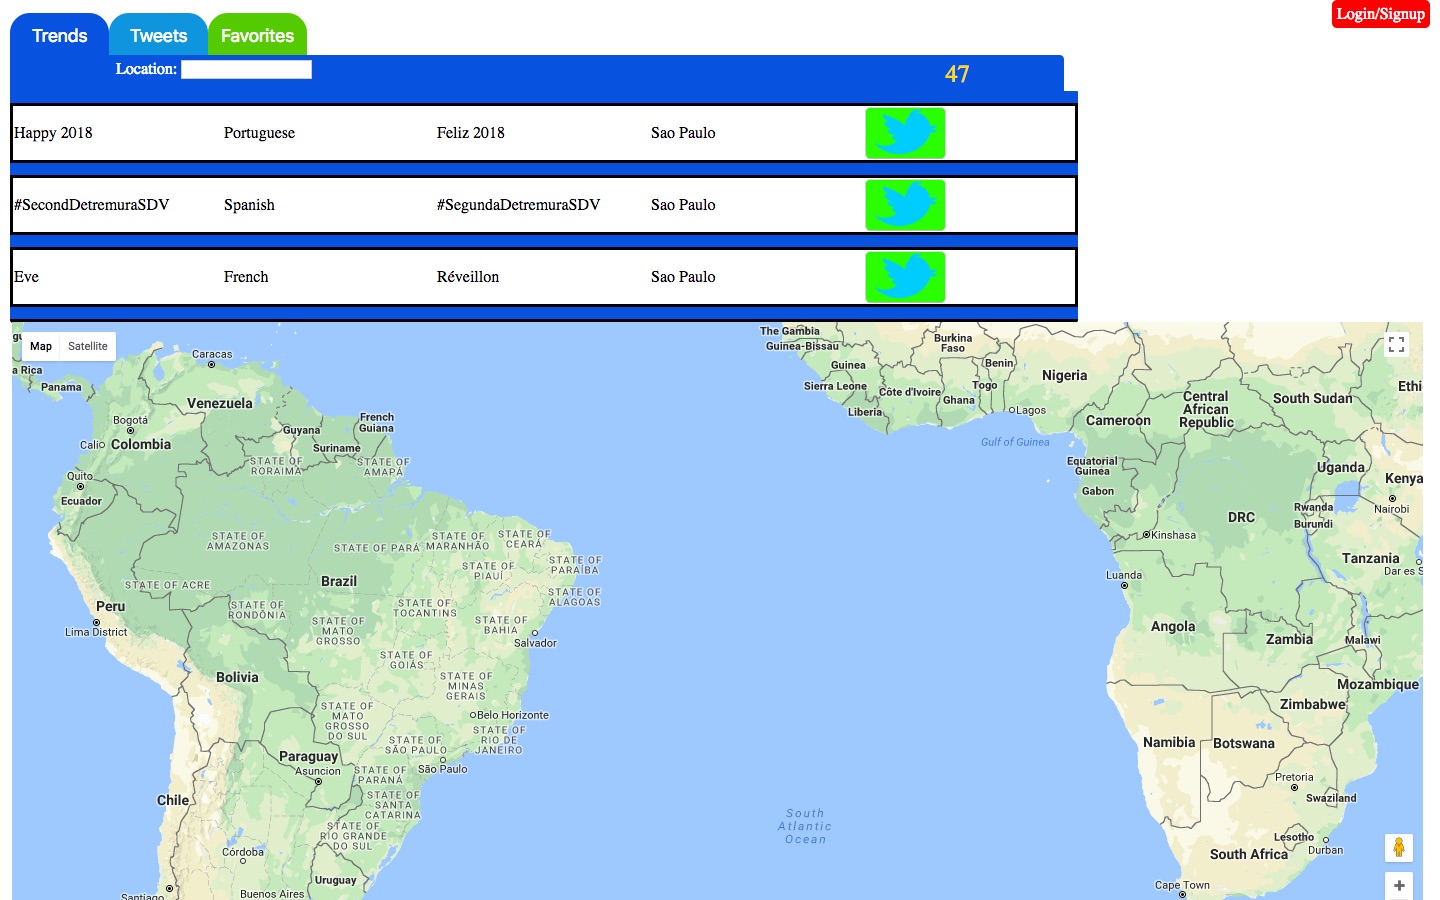 Login/Signup
Trends Tweets Favorites
Location: 47
Happy 2018 Portuguese Feliz 2018 Sao Paulo
#SecondDetremuraSDV Spanish #SegundaDetremuraSDV Sao Paulo
Eve French Réveillon Sao Paulo
Map Satellite
a Rica
Panama
Caracas
Venezuela
Bogotá
Cali
Colombia
Guyana
Suriname
French
Guiana
STATE OF
RORAIMA
STATE OF
AMAPÁ
Quito
Ecuador
STATE OF
AMAZONAS
STATE OF PARÁ
STATE OF
MARANHÃO
STATE OF
CEARÁ
STATE OF
PIAUÍ
STATE OF
PARAÍBA
STATE OF
ALAGOAS
STATE OF ACRE
Brazil
Peru
Lima District
STATE OF
RONDÔNIA
STATE OF
MATO
GROSSO
STATE OF
TOCANTINS
STATE OF
BAHIA
Salvador
STATE OF
GOIÁS
Bolivia
STATE OF
MINAS
GERAIS
STATE OF
MATO
GROSSO
DO SUL
Belo Horizonte
STATE OF
SÃO PAULO
STATE OF
RIO DE
JANEIRO
São Paulo
Paraguay
Asuncion
STATE OF
PARANÁ
STATE OF
SANTA
CATARINA
Chile
STATE OF
RIO GRANDE
DO SUL
Córdoba
Uruguay
Santiago
Buenos Aires
South
Atlantic
Ocean
The Gambia
Guinea-Bissau
Guinea
Sierra Leone
Liberia
Côte d'Ivoire
Burkina
Faso
Ghana
Togo
Benin
Nigeria
Lagos
Gulf of Guinea
Cameroon
Central
African
Republic
South Sudan
Ethi
Equatorial
Guinea
Gabon
Uganda
Kenya
Nairobi
Rwanda
Burundi
DRC
Kinshasa
Tanzania
Dar es S
Luanda
Angola
Zambia
Malawi
Mozambique
Zimbabwe
Namibia
Botswana
Pretoria
Swaziland
Lesotho
Durban
South Africa
Cape Town